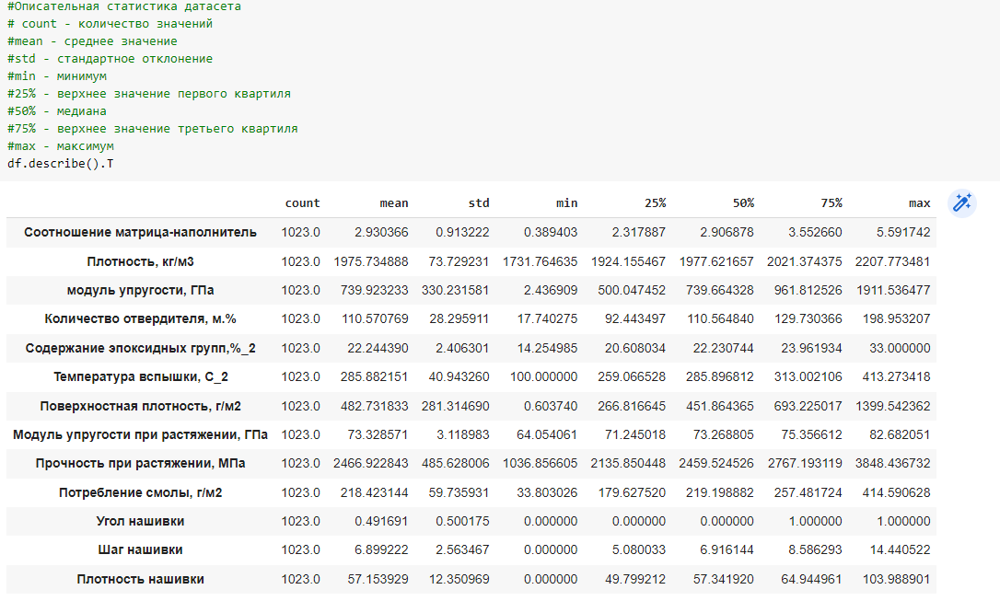 #Описательная статистика датасета
# count - количество значений
#mean - среднее значение
#std - стандартное отклонение
#min - минимум
#25% - верхнее значение первого квартиля
#50% - медиана
#75% - верхнее значение третьего квартиля
#max - максимум
df.describe().T
count mean std min 25% 50% 75% max
Соотношение матрица-наполнитель 1023.0 2.930366 0.913222 0.389403 2.317887 2.906878 3.552660 5.591742
Плотность, кг/м3 1023.0 1975.734888 73.729231 1731.764635 1924.155467 1977.621657 2021.374375 2207.773481
модуль упругости, ГПа 1023.0 739.923233 330.231581 2.436909 500.047452 739.664328 961.812526 1911.536477
Количество отвердителя, м.% 1023.0 110.570769 28.295911 17.740275 92.443497 110.564840 129.730366 198.953207
Содержание эпоксидных групп,%_2 1023.0 22.244390 2.406301 14.254985 20.608034 22.230744 23.961934 33.000000
Температура вспышки, С_2 1023.0 285.882151 40.943260 100.000000 259.066528 285.896812 313.002106 413.273418
Поверхностная плотность, г/м2 1023.0 482.731833 281.314690 0.603740 266.816645 451.864365 693.225017 1399.542362
Модуль упругости при растяжении, ГПа 1023.0 73.328571 3.118983 64.054061 71.245018 73.268805 75.356612 82.682051
Прочность при растяжении, МПа 1023.0 2466.922843 485.628006 1036.856605 2135.850448 2459.524526 2767.193119 3848.436732
Потребление смолы, г/м2 1023.0 218.423144 59.735931 33.803026 179.627520 219.198882 257.481724 414.590628
Угол нашивки 1023.0 0.491691 0.500175 0.000000 0.000000 0.000000 1.000000 1.000000
Шаг нашивки 1023.0 6.899222 2.563467 0.000000 5.080033 6.916144 8.586293 14.440522
Плотность нашивки 1023.0 57.153929 12.350969 0.000000 49.799212 57.341920 64.944961 103.988901